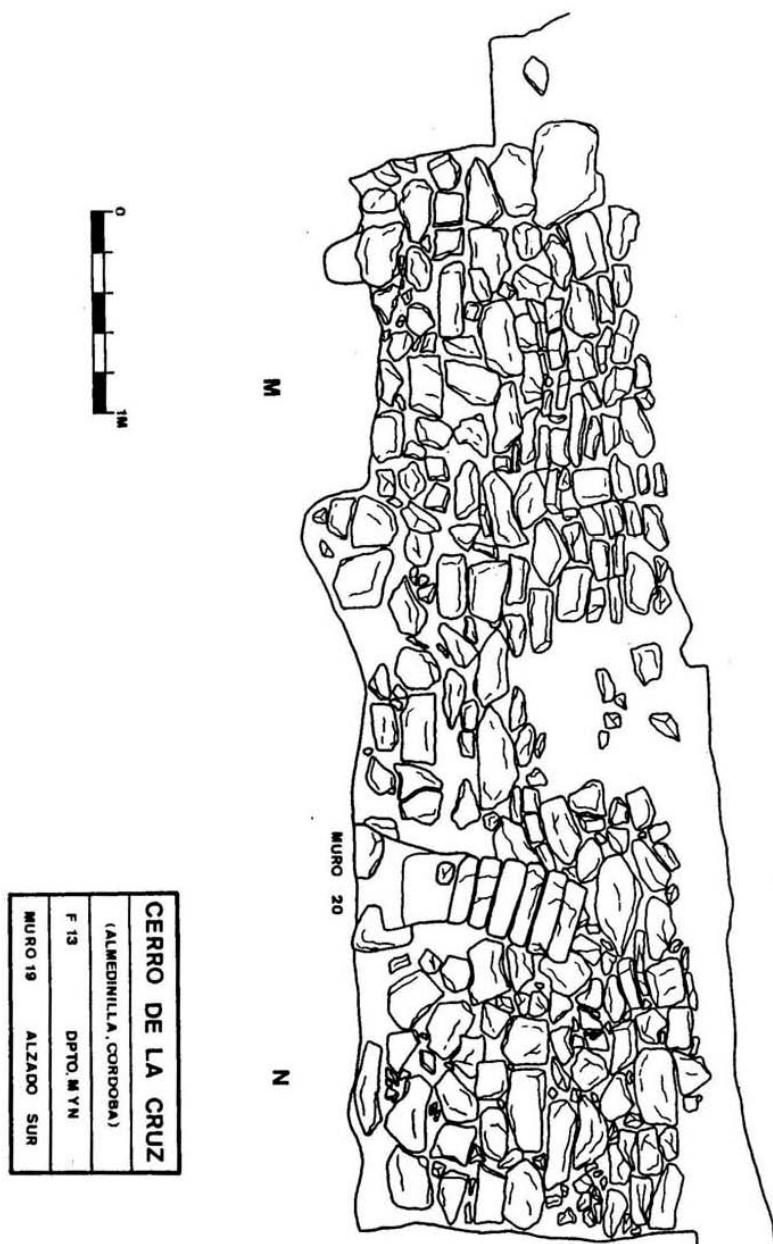 0
1M
M
MURO 20
N
CERRO DE LA CRUZ
(ALMEDINILLA, CORDOBA)
F 13 DPTO. M Y N
MURO 19 ALZADO SUR